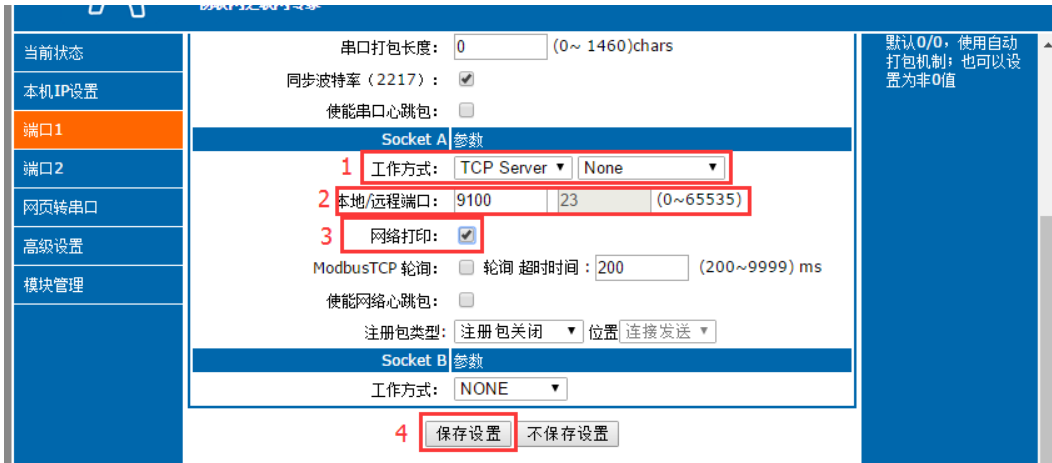 当前状态
本机IP设置
端口1
端口2
网页转串口
高级设置
模块管理
串口打包长度: 0 (0~ 1460)chars
同步波特率(2217):
使能串口心跳包:
Socket A 参数
1 工作方式: TCP Server None
2 本地/远程端口: 9100 23 (0~65535)
3 网络打印:
ModbusTCP 轮询: 轮询 超时时间:200 (200~9999) ms
使能网络心跳包:
注册包类型: 注册包关闭 位置 连接发送
Socket B 参数
工作方式: NONE
4 保存设置 不保存设置
默认0/0,使用自动
打包机制;也可以设
置为非0值